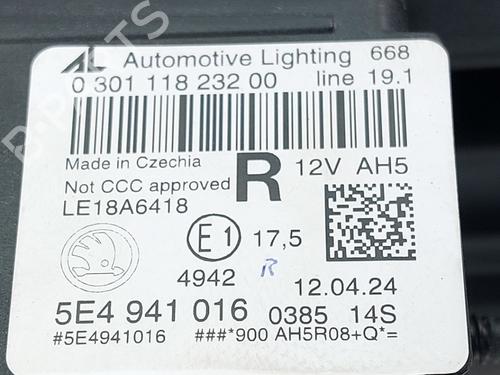 AL Automotive Lighting 668
0 301 118 232 00 line 19.1
Made in Czechia
Not CCC approved
LE18A6418
R
12V AH5
E1 17,5
4942
R
12.04.24
5E4 941 016 0385 14S
#5E4941016 ###*900 AH5R08+Q*=
B-PARTS